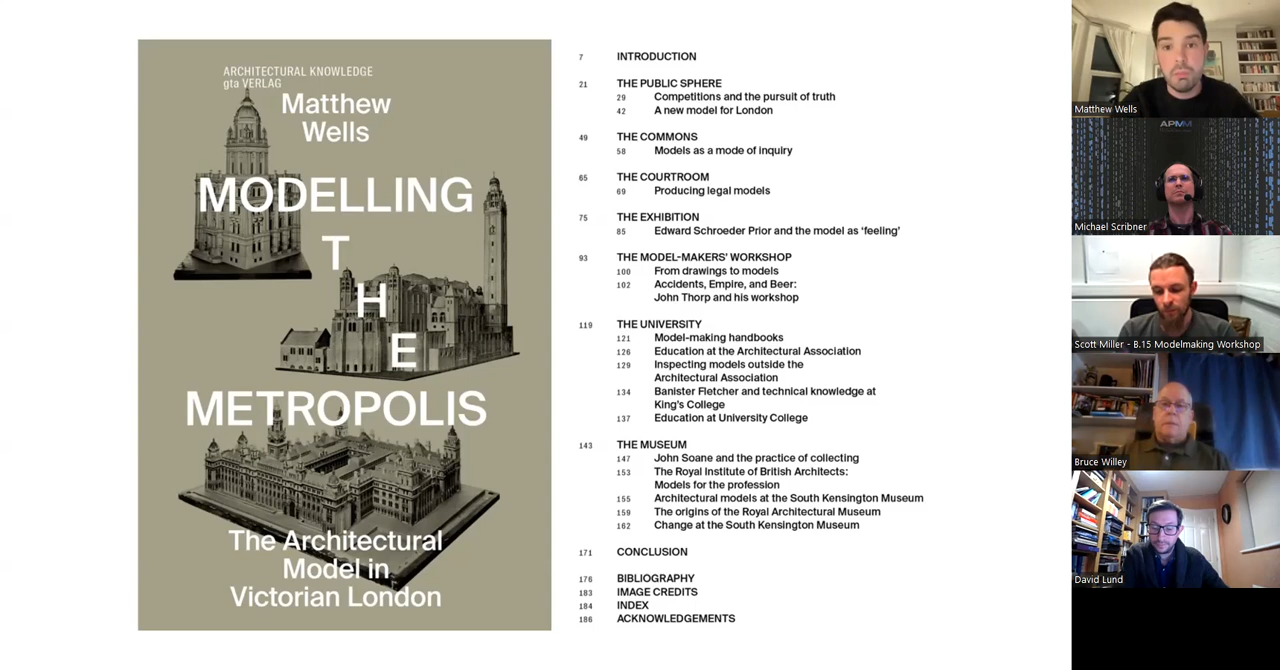 ARCHITECTURAL KNOWLEDGE
gta VERLAG
Matthew
Wells
MODELLING
T
H
E
METROPOLIS
The Architectural
Model in
Victorian London
7 INTRODUCTION
21 THE PUBLIC SPHERE
29 Competitions and the pursuit of truth
42 A new model for London
49 THE COMMONS
58 Models as a mode of inquiry
65 THE COURTROOM
69 Producing legal models
75 THE EXHIBITION
85 Edward Schroeder Prior and the model as ‘feeling’
93 THE MODEL-MAKERS’ WORKSHOP
100 From drawings to models
102 Accidents, Empire, and Beer:
John Thorp and his workshop
119 THE UNIVERSITY
121 Model-making handbooks
126 Education at the Architectural Association
129 Inspecting models outside the
Architectural Association
134 Banister Fletcher and technical knowledge at
King’s College
137 Education at University College
143 THE MUSEUM
147 John Soane and the practice of collecting
153 The Royal Institute of British Architects:
Models for the profession
155 Architectural models at the South Kensington Museum
159 The origins of the Royal Architectural Museum
162 Change at the South Kensington Museum
171 CONCLUSION
176 BIBLIOGRAPHY
183 IMAGE CREDITS
184 INDEX
186 ACKNOWLEDGEMENTS
Matthew Wells
APMM
Michael Scribner
Scott Miller - B.15 Modelmaking Workshop
Bruce Willey
David Lund